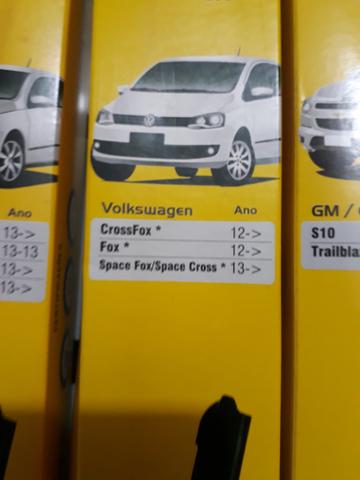 Ano
13->
13-13
13->
13->
Volkswagen Ano
CrossFox * 12->
Fox * 12->
Space Fox/Space Cross * 13->
GM /
S10
Trailbla